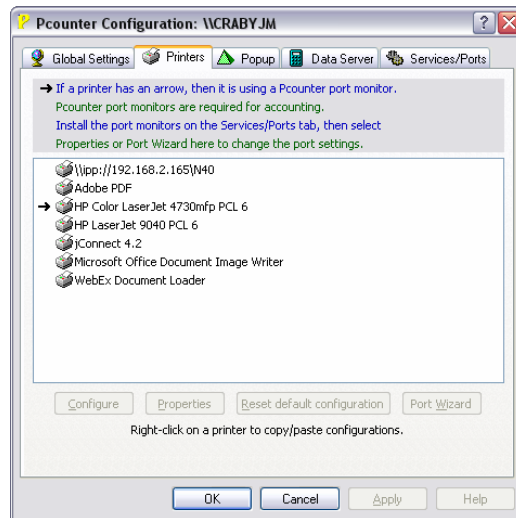 Pcounter Configuration: \\CRABYJM
Global Settings Printers Popup Data Server Services/Ports
If a printer has an arrow, then it is using a Pcounter port monitor.
Pcounter port monitors are required for accounting.
Install the port monitors on the Services/Ports tab, then select
Properties or Port Wizard here to change the port settings.
\\ipp://192.168.2.165\N40
Adobe PDF
HP Color LaserJet 4730mfp PCL 6
HP LaserJet 9040 PCL 6
jConnect 4.2
Microsoft Office Document Image Writer
WebEx Document Loader
Configure Properties Reset default configuration Port Wizard
Right-click on a printer to copy/paste configurations.
OK Cancel Apply Help